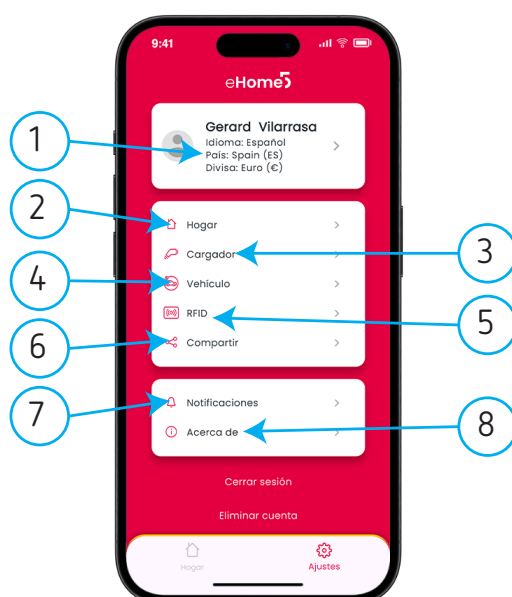 9:41
eHome5
Gerard Vilarrasa
Idioma: Español
País: Spain (ES)
Divisa: Euro (€)
1
2
Hogar
Cargador
3
4
Vehículo
RFID
5
6
Compartir
7
Notificaciones
Acerca de
8
Cerrar sesión
Eliminar cuenta
Hogar
Ajustes